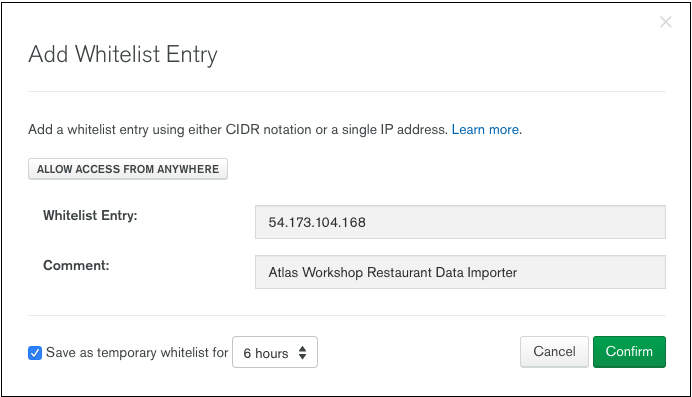 Add Whitelist Entry
Add a whitelist entry using either CIDR notation or a single IP address. Learn more.
ALLOW ACCESS FROM ANYWHERE
Whitelist Entry: 54.173.104.168
Comment: Atlas Workshop Restaurant Data Importer
Save as temporary whitelist for 6 hours Cancel Confirm